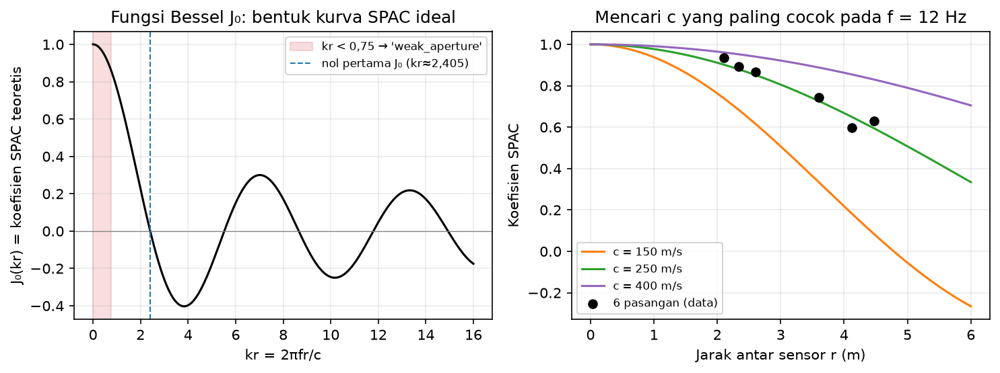 Fungsi Bessel J₀: bentuk kurva SPAC ideal
J₀(kr) = koefisien SPAC teoretis
1.0
0.8
0.6
0.4
0.2
0.0
−0.2
−0.4
kr < 0,75 → 'weak_aperture'
nol pertama J₀ (kr≈2,405)
0 2 4 6 8 10 12 14 16
kr = 2πfr/c
Mencari c yang paling cocok pada f = 12 Hz
Koefisien SPAC
1.0
0.8
0.6
0.4
0.2
0.0
−0.2
c = 150 m/s
c = 250 m/s
c = 400 m/s
6 pasangan (data)
0 1 2 3 4 5 6
Jarak antar sensor r (m)